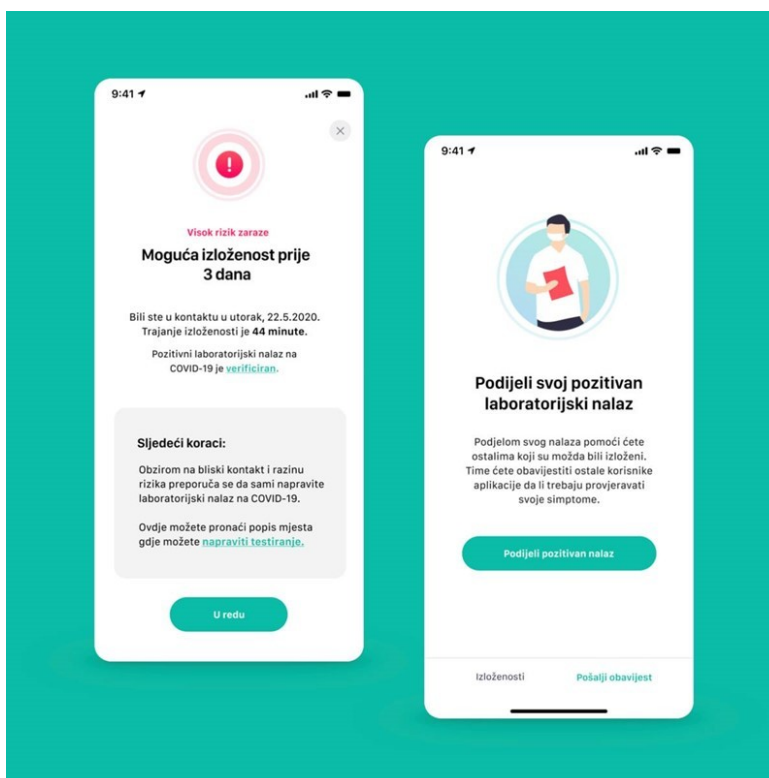 9:41
Visok rizik zaraze
Moguća izloženost prije
3 dana
Bili ste u kontaktu u utorak, 22.5.2020.
Trajanje izloženosti je 44 minute.
Pozitivni laboratorijski nalaz na
COVID-19 je verificiran.
Sljedeći koraci:
Obzirom na bliski kontakt i razinu
rizika preporuča se da sami napravite
laboratorijski nalaz na COVID-19.
Ovdje možete pronaći popis mjesta
gdje možete napraviti testiranje.
U redu
9:41
Podijeli svoj pozitivan
laboratorijski nalaz
Podjelom svog nalaza pomoći ćete
ostalima koji su možda bili izloženi.
Time ćete obavijestiti ostale korisnike
aplikacije da li trebaju provjeravati
svoje simptome.
Podijeli pozitivan nalaz
Izloženosti
Pošalji obavijest